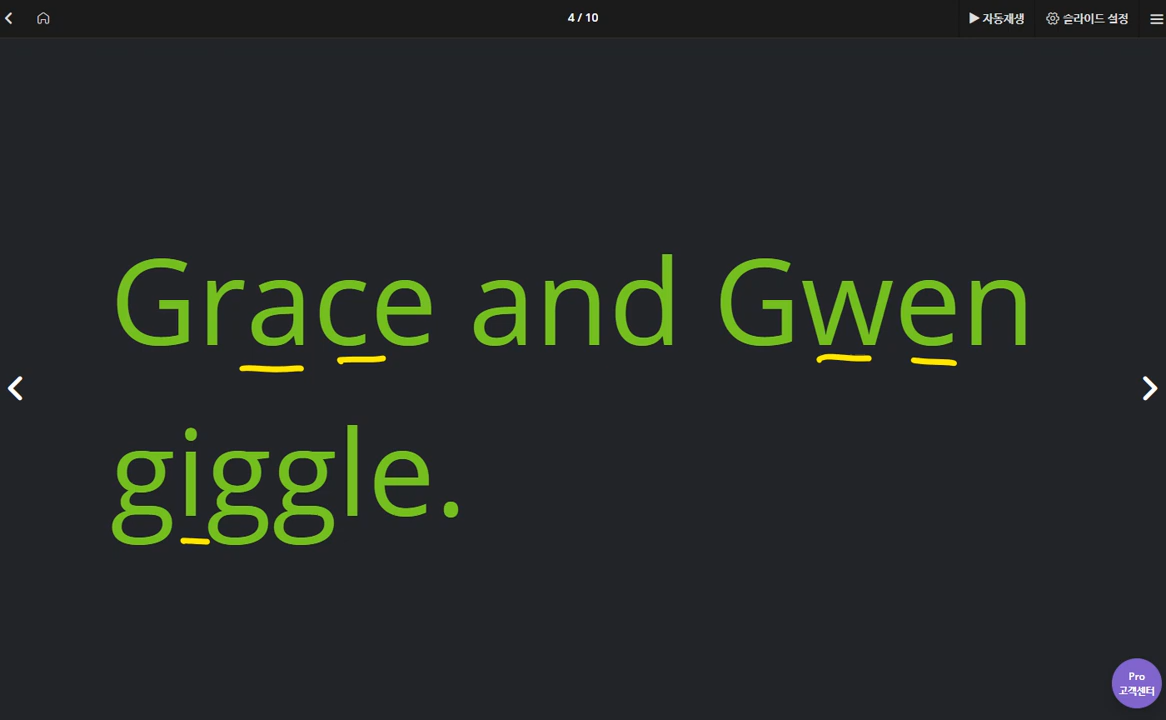 4 / 10
▶ 자동재생
슬라이드 설정
Grace and Gwen
giggle.
Pro
고객센터